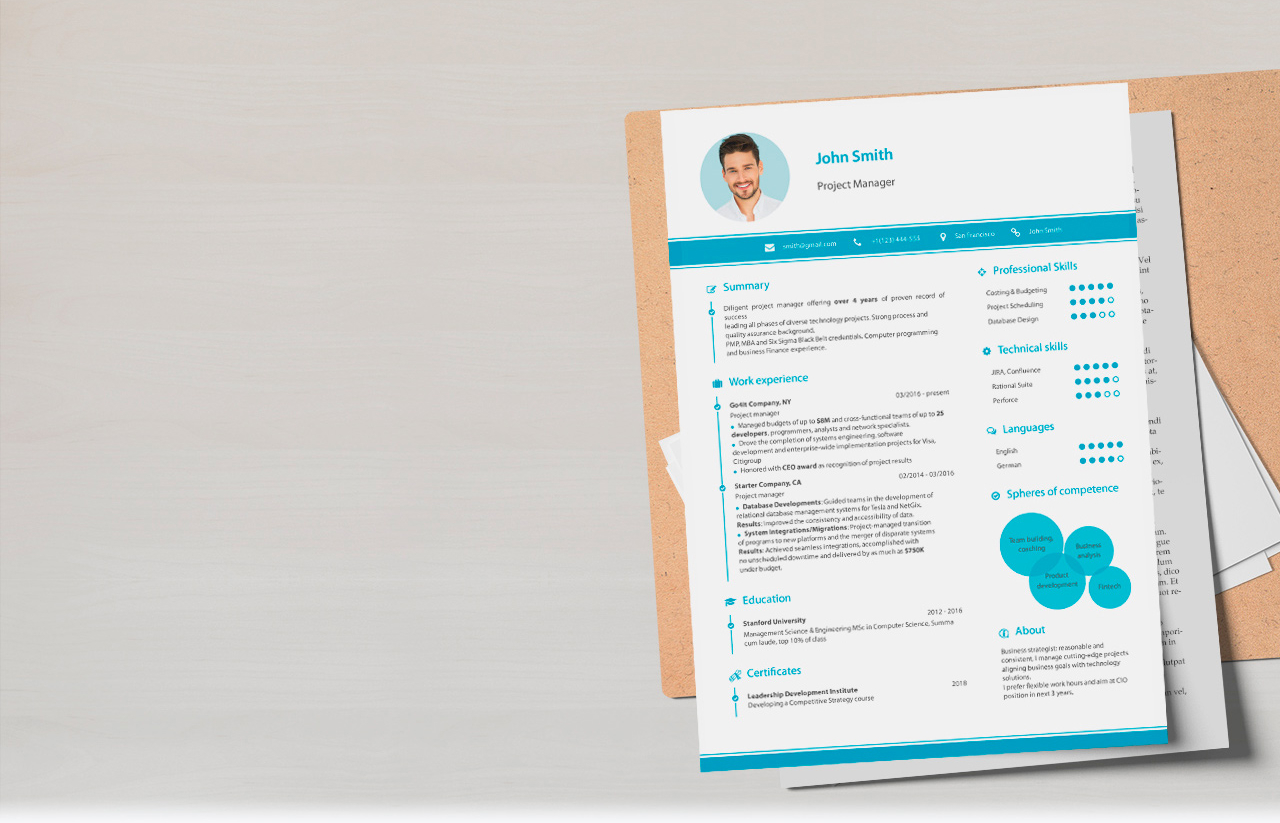 John Smith
Project Manager
smith@gmail.com +1(123) 444-553 San Francisco John Smith
Summary
Diligent project manager offering over 4 years of proven record of
success
leading all phases of diverse technology projects. Strong process and
quality assurance background.
PMP, MBA and Six Sigma Black Belt credentials. Computer programming
and business Finance experience.
Work experience
Go4It Company, NY 03/2016 - present
Project manager
• Managed budgets of up to $8M and cross-functional teams of up to 25
developers, programmers, analysts and network specialists.
• Drove the completion of systems engineering, software
development and enterprise-wide implementation projects for Visa,
Citigroup
• Honored with CEO award as recognition of project results
Starter Company, CA 02/2014 - 03/2016
Project manager
• Database Developments: Guided teams in the development of
relational database management systems for Tesla and NetGix.
Results: Improved the consistency and accessibility of data.
• System Integrations/Migrations: Project-managed transition
of programs to new platforms and the merger of disparate systems
Results: Achieved seamless integrations, accomplished with
no unscheduled downtime and delivered by as much as $750K
under budget.
Education
Stanford University 2012 - 2016
Management Science & Engineering MSc in Computer Science, Summa
cum laude, top 10% of class
Certificates
Leadership Development Institute 2018
Developing a Competitive Strategy course
Professional Skills
Costing & Budgeting
Project Scheduling
Database Design
Technical skills
JIRA, Confluence
Rational Suite
Perforce
Languages
English
German
Spheres of competence
Team building,
coaching
Business
analysis
Product
development
Fintech
About
Business strategist: reasonable and
consistent, I manage cutting-edge projects
aligning business goals with technology
solutions.
I prefer flexible work hours and aim at CIO
position in next 3 years.